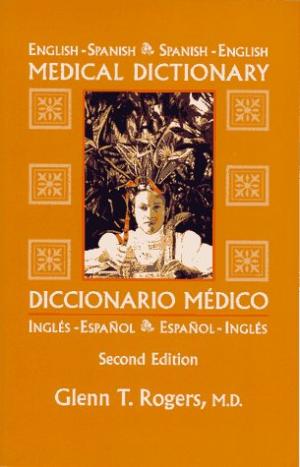 ENGLISH-SPANISH & SPANISH-ENGLISH
MEDICAL DICTIONARY
DICCIONARIO MÉDICO
INGLÉS-ESPAÑOL & ESPAÑOL-INGLÉS
Second Edition
Glenn T. Rogers, M.D.